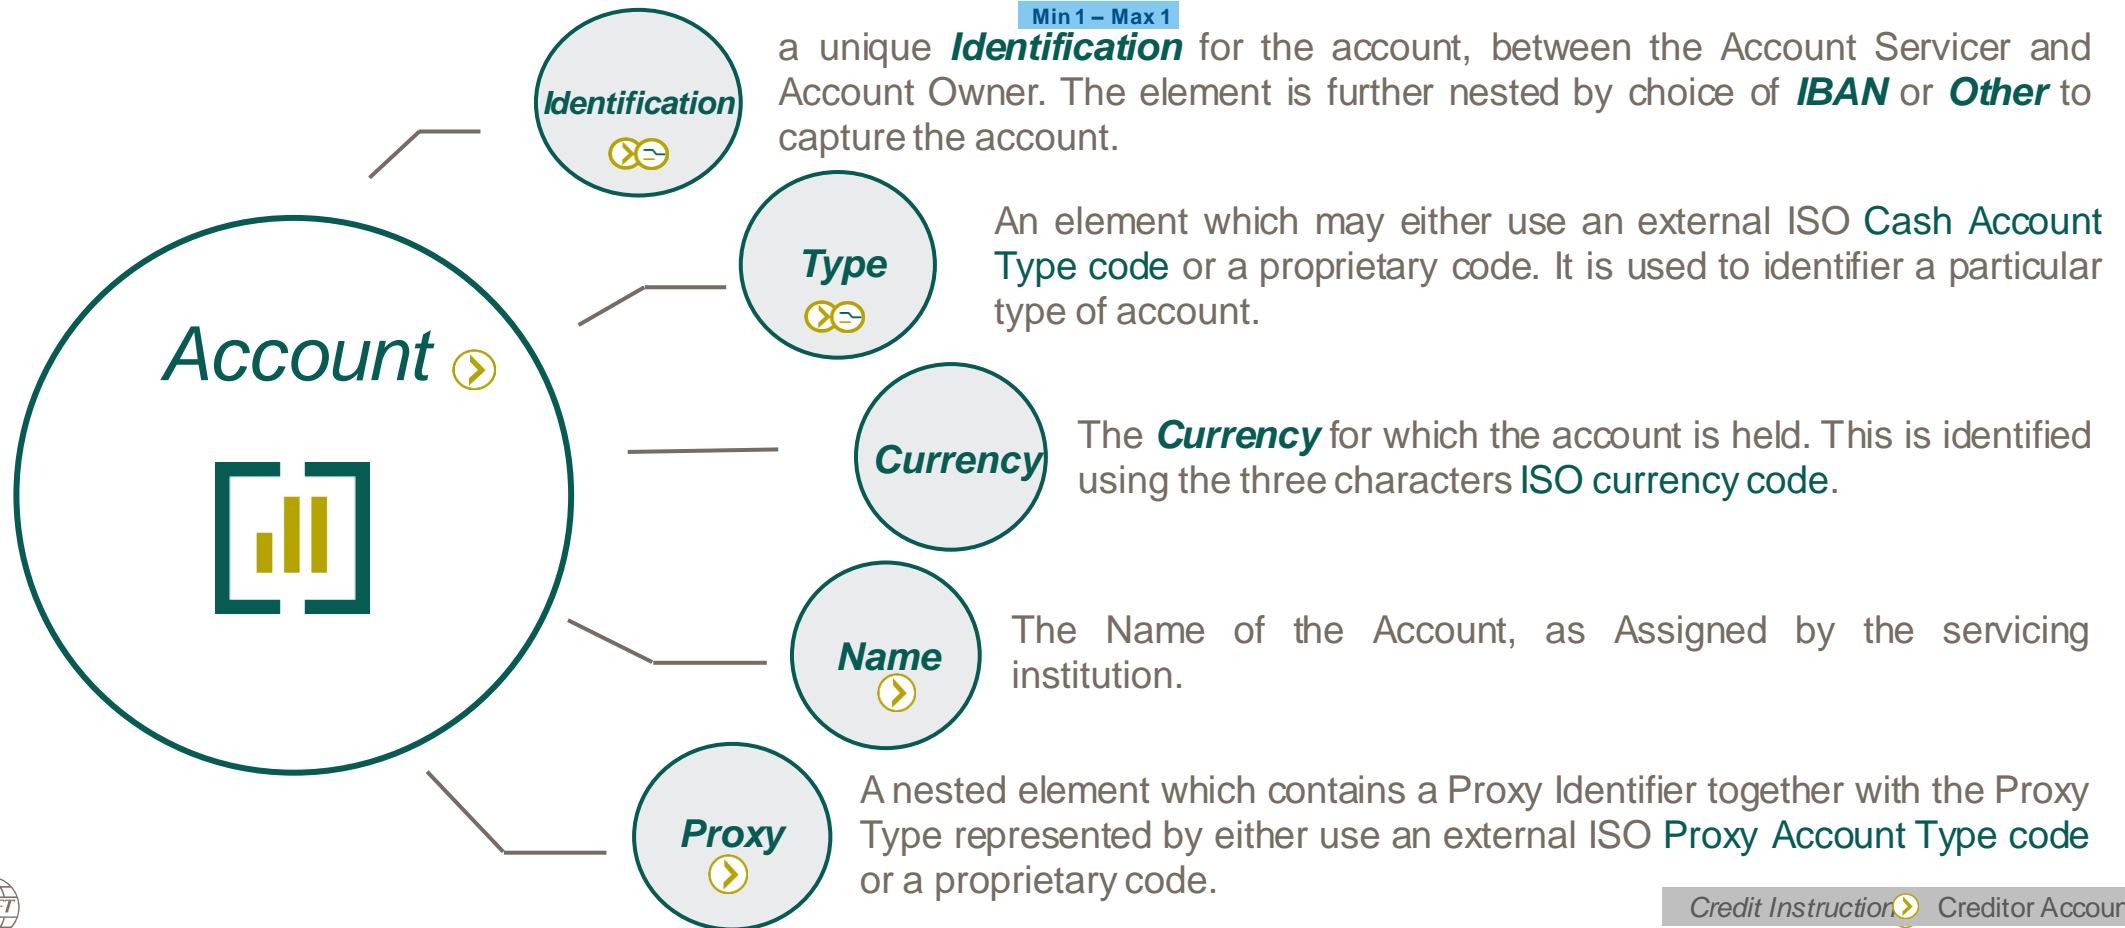 Min 1 – Max 1
Identification
a unique Identification for the account, between the Account Servicer and
Account Owner. The element is further nested by choice of IBAN or Other to
capture the account.
Type
An element which may either use an external ISO Cash Account
Type code or a proprietary code. It is used to identifier a particular
type of account.
Account
Currency
The Currency for which the account is held. This is identified
using the three characters ISO currency code.
Name
The Name of the Account, as Assigned by the servicing
institution.
Proxy
A nested element which contains a Proxy Identifier together with the Proxy
Type represented by either use an external ISO Proxy Account Type code
or a proprietary code.
Credit Instruction Creditor Accoun